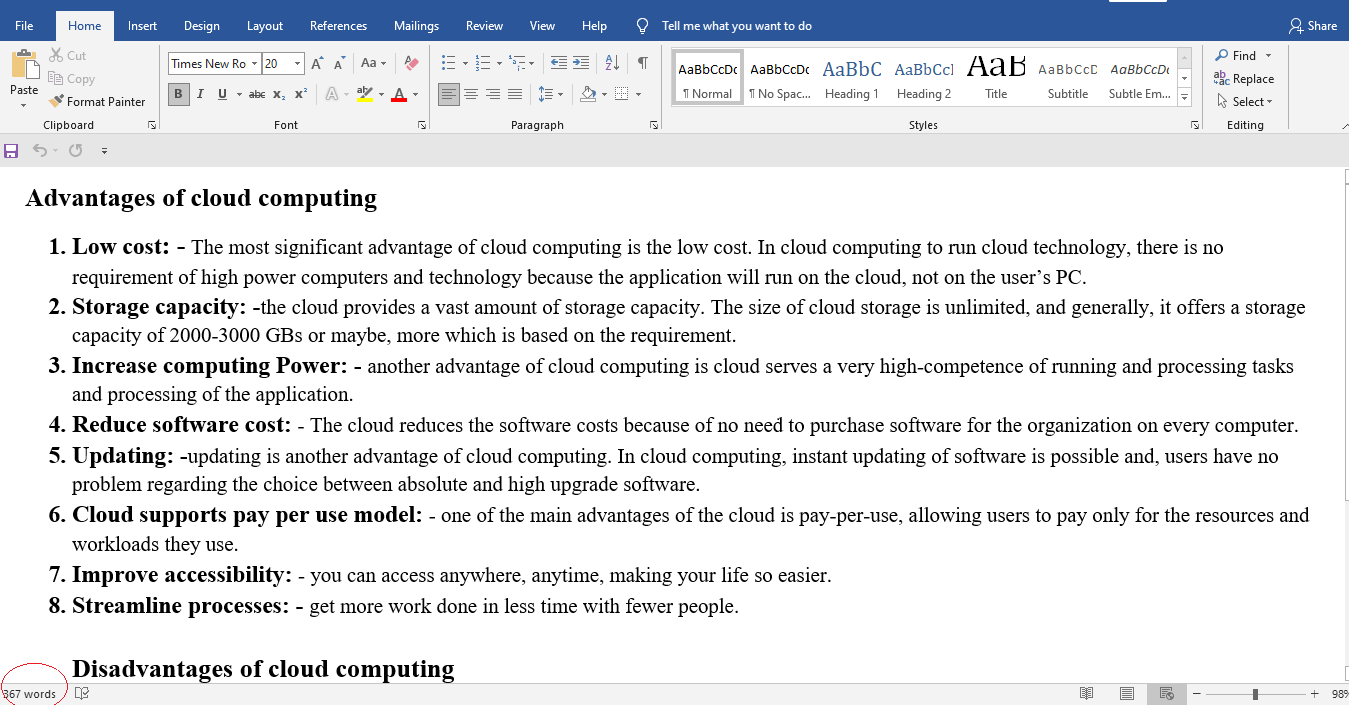 File Home Insert Design Layout References Mailings Review View Help Tell me what you want to do Share
Paste
Cut
Copy
Format Painter
Clipboard
Times New Ro 20 Aa
B I U abc x₂ x² A ab A
Font
Paragraph
AaBbCcDc AaBbCcDc AaBbC AaBbCcl AaB AaBbCcD AaBbCcDc
¶ Normal ¶ No Spac... Heading 1 Heading 2 Title Subtitle Subtle Em...
Styles
Find
Replace
Select
Editing
Advantages of cloud computing
1. Low cost: - The most significant advantage of cloud computing is the low cost. In cloud computing to run cloud technology, there is no
requirement of high power computers and technology because the application will run on the cloud, not on the user’s PC.
2. Storage capacity: -the cloud provides a vast amount of storage capacity. The size of cloud storage is unlimited, and generally, it offers a storage
capacity of 2000-3000 GBs or maybe, more which is based on the requirement.
3. Increase computing Power: - another advantage of cloud computing is cloud serves a very high-competence of running and processing tasks
and processing of the application.
4. Reduce software cost: - The cloud reduces the software costs because of no need to purchase software for the organization on every computer.
5. Updating: -updating is another advantage of cloud computing. In cloud computing, instant updating of software is possible and, users have no
problem regarding the choice between absolute and high upgrade software.
6. Cloud supports pay per use model: - one of the main advantages of the cloud is pay-per-use, allowing users to pay only for the resources and
workloads they use.
7. Improve accessibility: - you can access anywhere, anytime, making your life so easier.
8. Streamline processes: - get more work done in less time with fewer people.
Disadvantages of cloud computing
367 words 98%